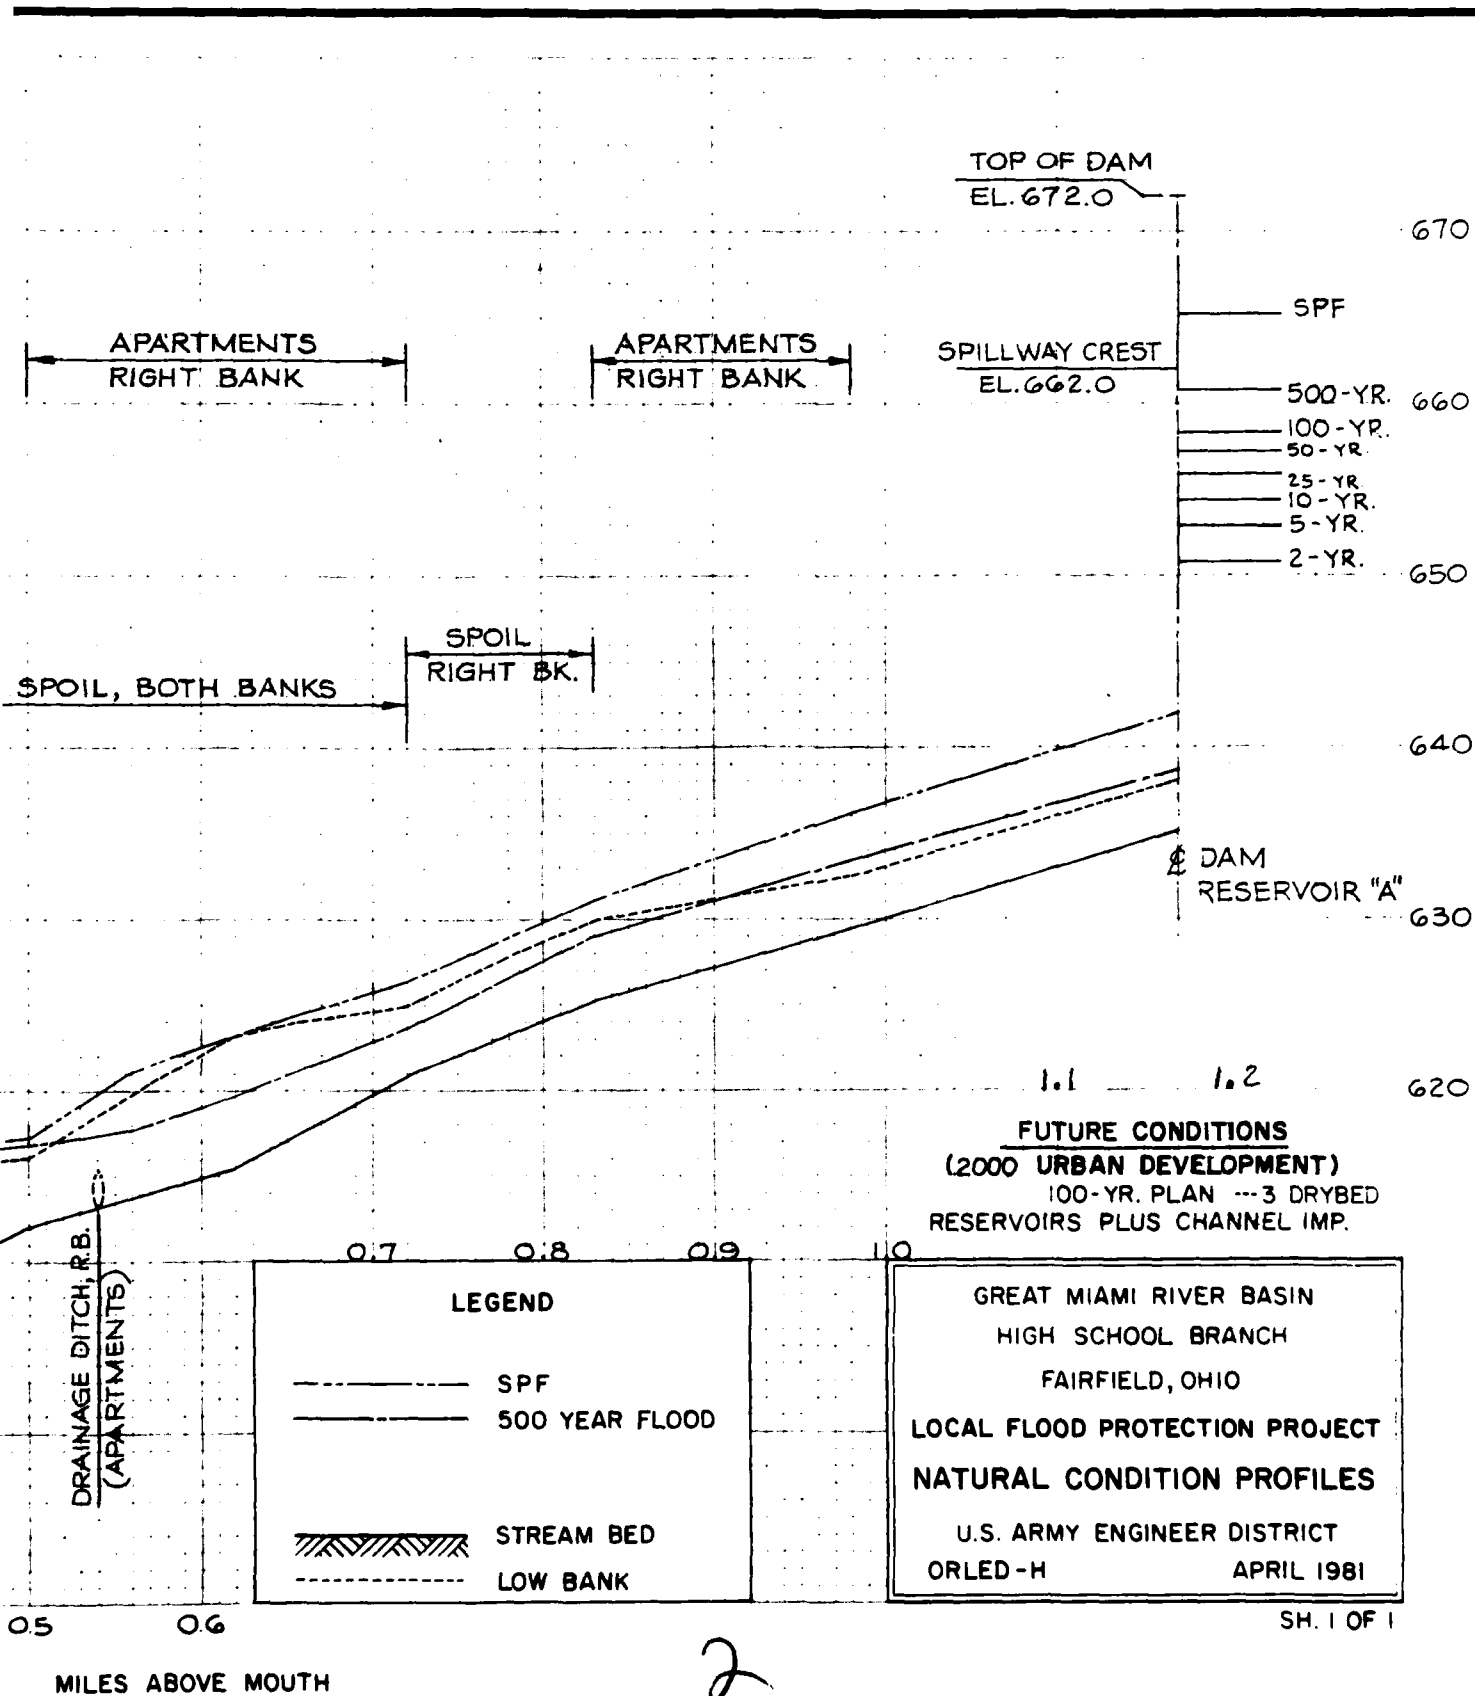 TOP OF DAM
EL. 672.0
670
SPF
APARTMENTS
RIGHT BANK
APARTMENTS
RIGHT BANK
SPILLWAY CREST
EL. 662.0
500-YR.
660
100-YR.
50-YR
25-YR
10-YR.
5-YR.
2-YR.
650
SPOIL
RIGHT BK.
SPOIL, BOTH BANKS
640
℄ DAM
RESERVOIR "A"
630
1.1
1.2
620
FUTURE CONDITIONS
(2000 URBAN DEVELOPMENT)
100-YR. PLAN ---3 DRYBED
RESERVOIRS PLUS CHANNEL IMP.
DRAINAGE DITCH, R.B.
(APARTMENTS)
0.7
0.8
0.9
1.0
LEGEND
SPF
500 YEAR FLOOD
STREAM BED
LOW BANK
GREAT MIAMI RIVER BASIN
HIGH SCHOOL BRANCH
FAIRFIELD, OHIO
LOCAL FLOOD PROTECTION PROJECT
NATURAL CONDITION PROFILES
U.S. ARMY ENGINEER DISTRICT
ORLED-H APRIL 1981
SH. 1 OF 1
0.5
0.6
MILES ABOVE MOUTH
2